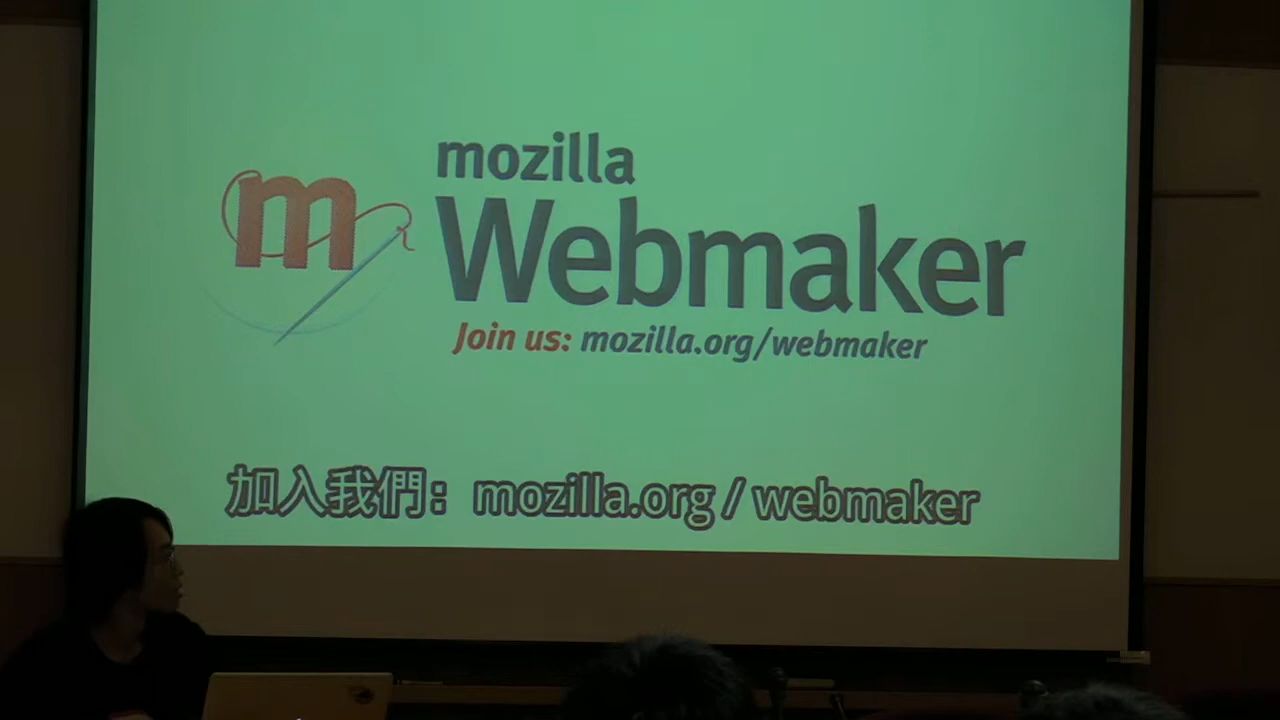 m
mozilla
Webmaker
Join us: mozilla.org/webmaker
加入我們：mozilla.org / webmaker